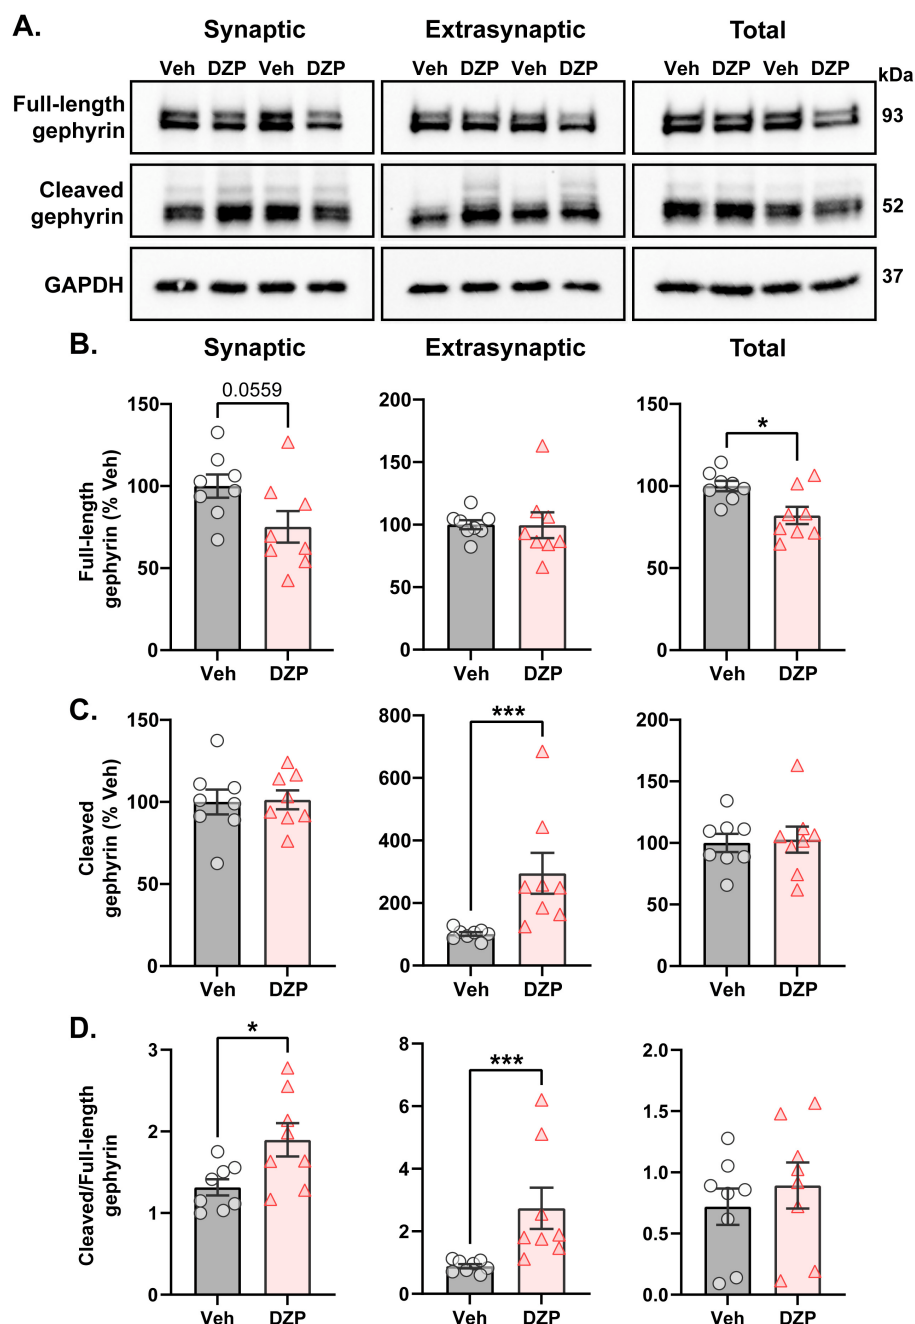 A.
Synaptic Extrasynaptic Total
Veh DZP Veh DZP Veh DZP Veh DZP Veh DZP Veh DZP
kDa
Full-length
gephyrin
93
Cleaved
gephyrin
52
GAPDH
37
B.
Synaptic Extrasynaptic Total
Full-length
gephyrin (% Veh)
0.0559
150
100
50
0
Veh DZP
200
150
100
50
0
Veh DZP
*
150
100
50
0
Veh DZP
C.
Cleaved
gephyrin (% Veh)
150
100
50
0
Veh DZP
***
800
600
400
200
0
Veh DZP
200
150
100
50
0
Veh DZP
D.
Cleaved/Full-length
gephyrin
*
3
2
1
0
Veh DZP
***
8
6
4
2
0
Veh DZP
2.0
1.5
1.0
0.5
0.0
Veh DZP